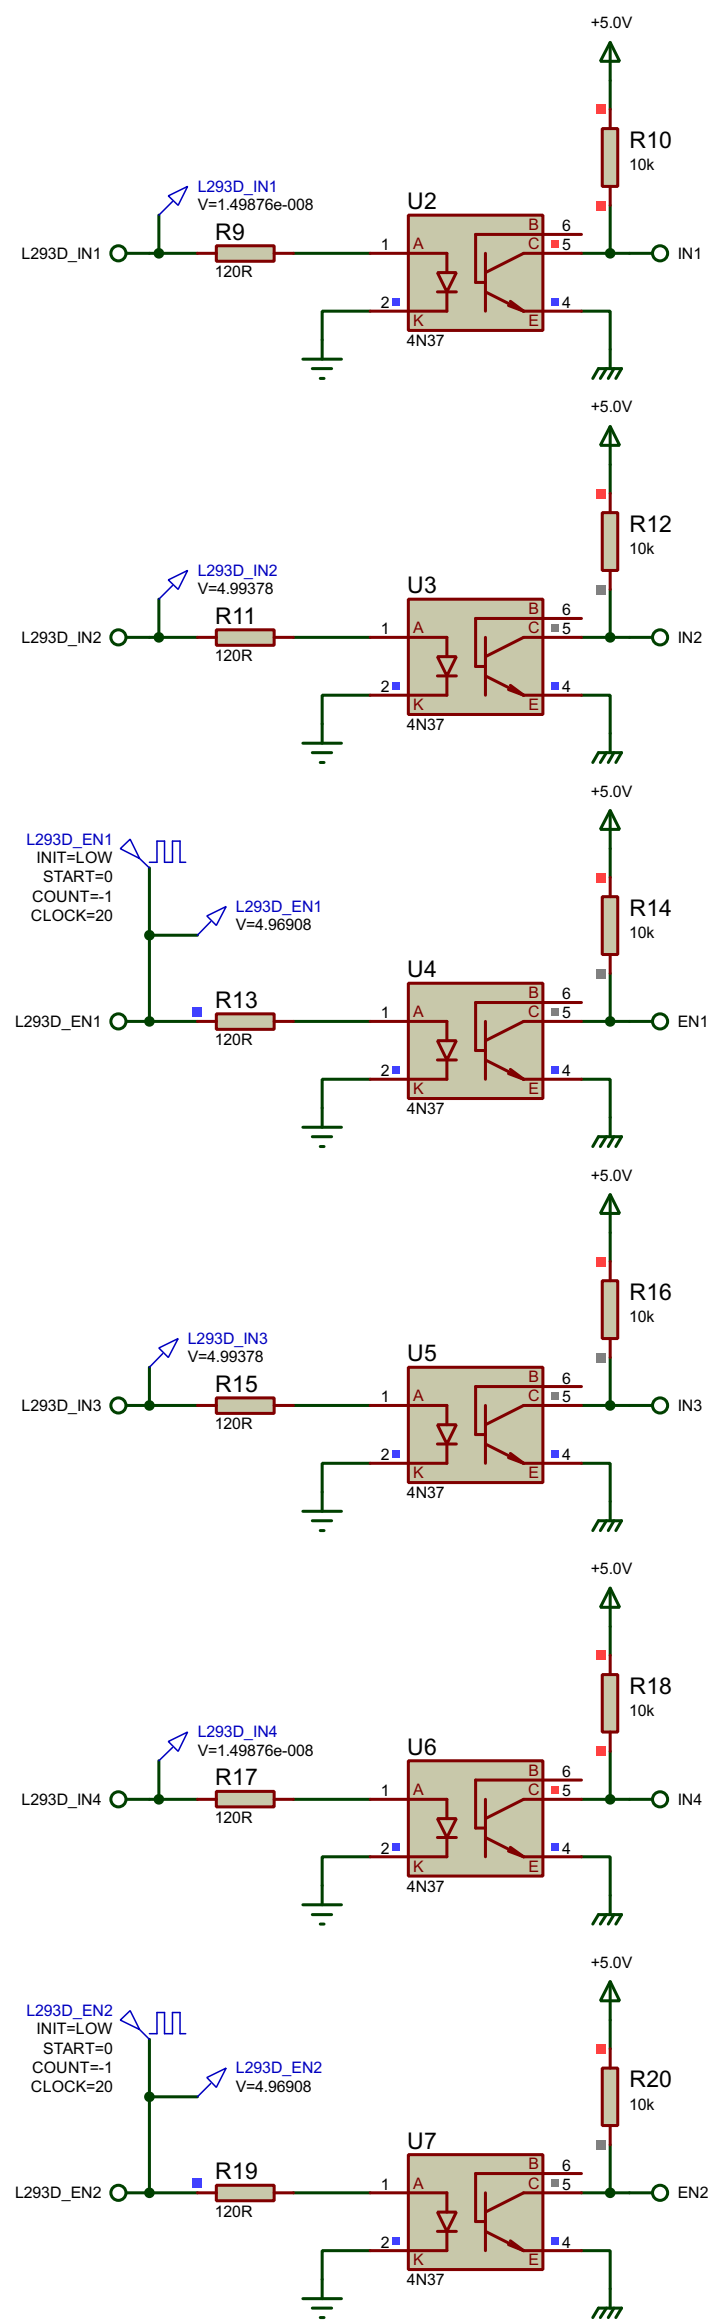 +5.0V
R10
10k
L293D_IN1
V=1.49876e-008
U2
R9
L293D_IN1
120R
1
A
B
6
C
5
IN1
2
K
E
4
4N37
+5.0V
R12
10k
L293D_IN2
V=4.99378
U3
R11
L293D_IN2
120R
1
A
B
6
C
5
IN2
2
K
E
4
4N37
+5.0V
L293D_EN1
INIT=LOW
START=0
COUNT=-1
CLOCK=20
L293D_EN1
V=4.96908
R14
10k
U4
R13
L293D_EN1
120R
1
A
B
6
C
5
EN1
2
K
E
4
4N37
+5.0V
R16
10k
L293D_IN3
V=4.99378
U5
R15
L293D_IN3
120R
1
A
B
6
C
5
IN3
2
K
E
4
4N37
+5.0V
R18
10k
L293D_IN4
V=1.49876e-008
U6
R17
L293D_IN4
120R
1
A
B
6
C
5
IN4
2
K
E
4
4N37
+5.0V
L293D_EN2
INIT=LOW
START=0
COUNT=-1
CLOCK=20
L293D_EN2
V=4.96908
R20
10k
U7
R19
L293D_EN2
120R
1
A
B
6
C
5
EN2
2
K
E
4
4N37